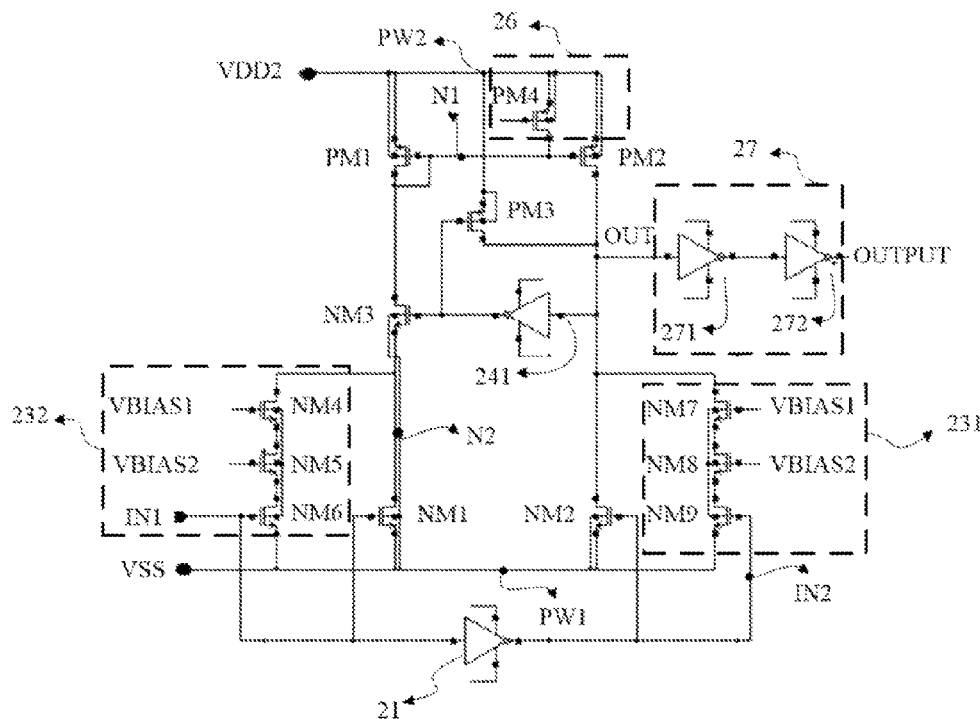 26
PW2
VDD2
N1
PM4
PM1
PM2
27
PM3
OUT
OUTPUT
NM3
271
272
241
232
VBIAS1
NM4
NM7
VBIAS1
231
N2
VBIAS2
NM5
NM8
VBIAS2
IN1
NM6
NM1
NM2
NM9
VSS
PW1
IN2
21